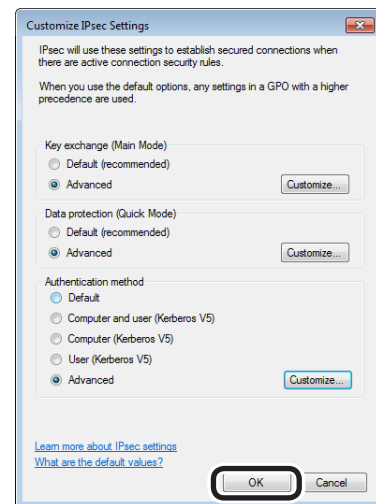 Customize IPsec Settings
IPsec will use these settings to establish secured connections when
there are active connection security rules.
When you use the default options, any settings in a GPO with a higher
precedence are used.
Key exchange (Main Mode)
Default (recommended)
Advanced
Customize...
Data protection (Quick Mode)
Default (recommended)
Advanced
Customize...
Authentication method
Default
Computer and user (Kerberos V5)
Computer (Kerberos V5)
User (Kerberos V5)
Advanced
Customize...
Learn more about IPsec settings
What are the default values?
OK
Cancel